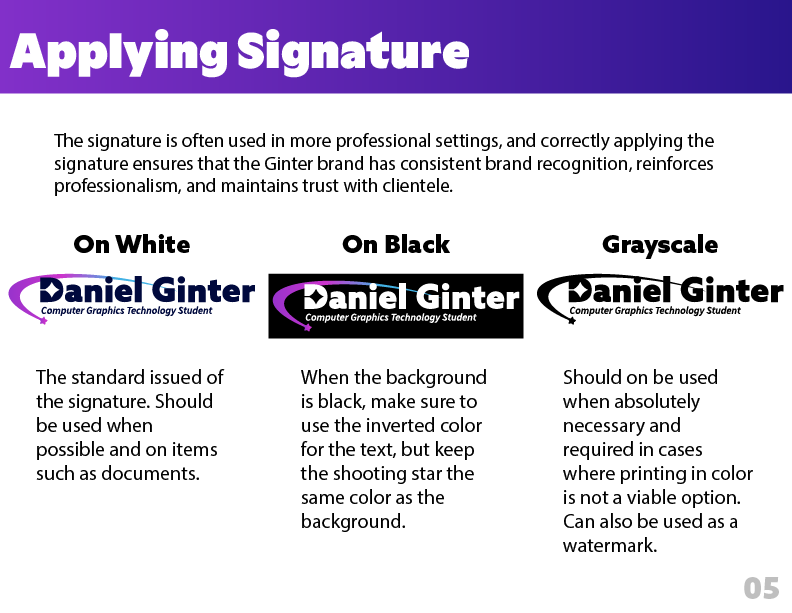 Applying Signature
The signature is often used in more professional settings, and correctly applying the
signature ensures that the Ginter brand has consistent brand recognition, reinforces
professionalism, and maintains trust with clientele.
On White
Daniel Ginter
Computer Graphics Technology Student
The standard issued of
the signature. Should
be used when
possible and on items
such as documents.
On Black
Daniel Ginter
Computer Graphics Technology Student
When the background
is black, make sure to
use the inverted color
for the text, but keep
the shooting star the
same color as the
background.
Grayscale
Daniel Ginter
Computer Graphics Technology Student
Should on be used
when absolutely
necessary and
required in cases
where printing in color
is not a viable option.
Can also be used as a
watermark.
05